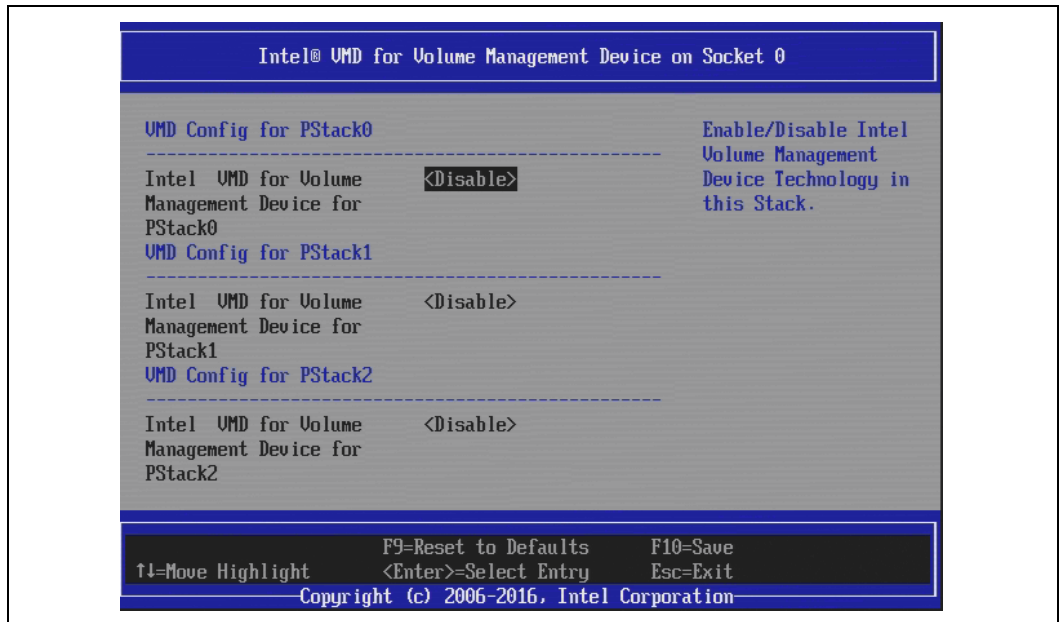 Intel® VMD for Volume Management Device on Socket 0
VMD Config for PStack0
Enable/Disable Intel
Volume Management
Device Technology in
this Stack.
----------------------------------------------------
Intel VMD for Volume <Disable>
Management Device for
PStack0
VMD Config for PStack1
----------------------------------------------------
Intel VMD for Volume <Disable>
Management Device for
PStack1
VMD Config for PStack2
----------------------------------------------------
Intel VMD for Volume <Disable>
Management Device for
PStack2
F9=Reset to Defaults F10=Save
↑↓=Move Highlight <Enter>=Select Entry Esc=Exit
Copyright (c) 2006-2016, Intel Corporation